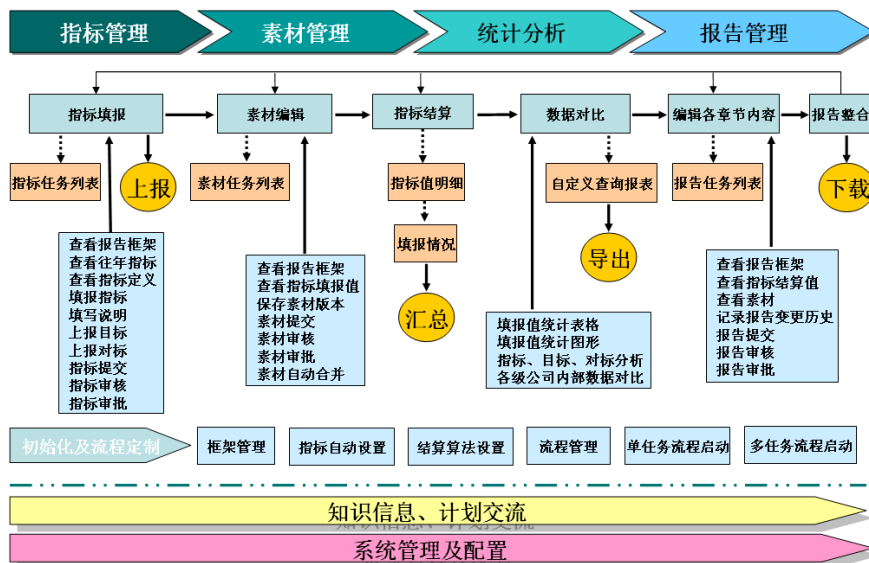 指标管理
素材管理
统计分析
报告管理
指标填报
素材编辑
指标结算
数据对比
编辑各章节内容
报告整合
指标任务列表
上报
素材任务列表
指标值明细
自定义查询报表
报告任务列表
下载
填报情况
汇总
导出
查看报告框架
查看往年指标
查看指标定义
填报指标
填写说明
上报目标
上报对标
指标提交
指标审核
指标审批
查看报告框架
查看指标填报值
保存素材版本
素材提交
素材审核
素材审批
素材自动合并
填报值统计表格
填报值统计图形
指标、目标、对标分析
各级公司内部数据对比
查看报告框架
查看指标结算值
查看素材
记录报告变更历史
报告提交
报告审核
报告审批
初始化及流程定制
框架管理
指标自动设置
结算算法设置
流程管理
单任务流程启动
多任务流程启动
知识信息、计划交流
系统管理及配置